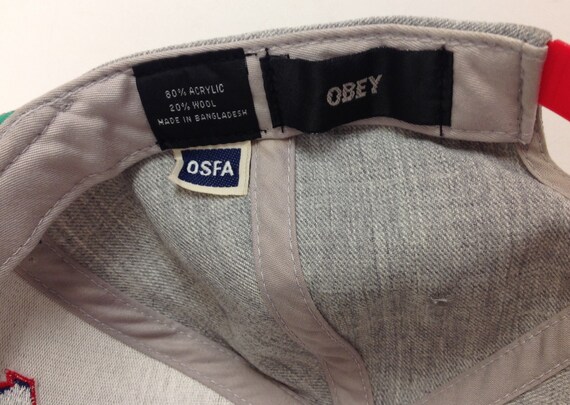 80% ACRYLIC
20% WOOL
MADE IN BANGLADESH
OBEY
OSFA